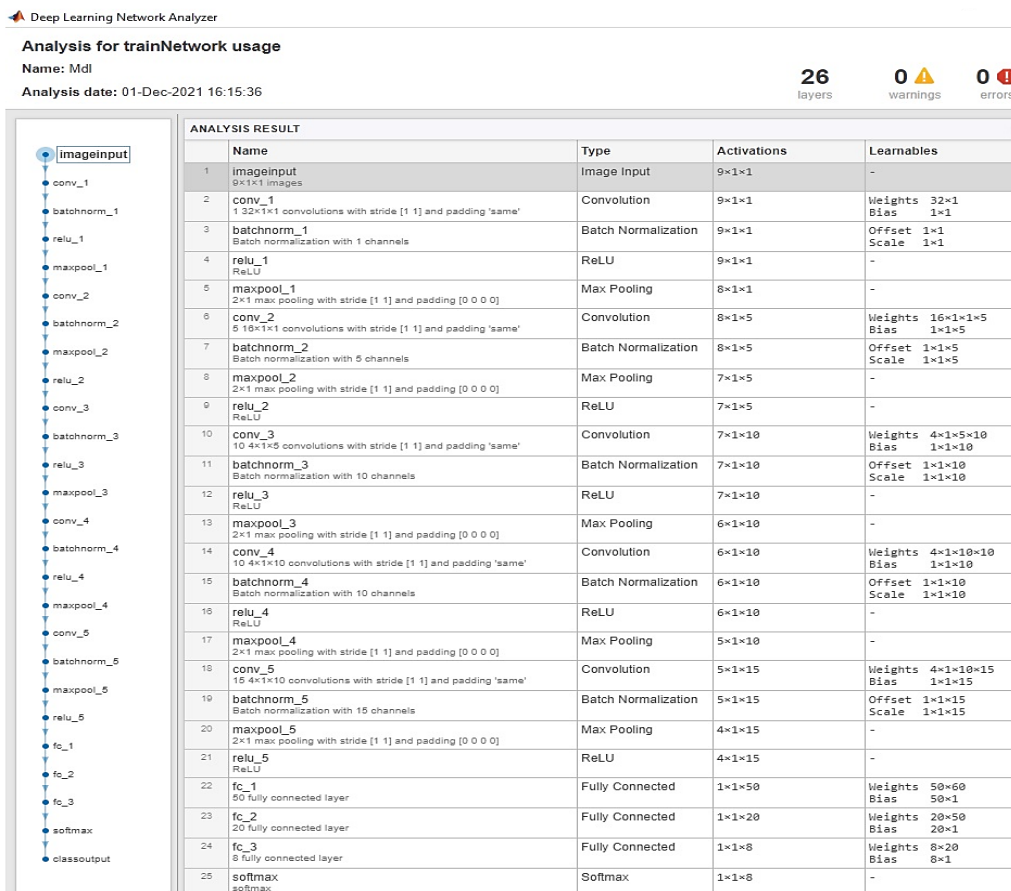 Deep Learning Network Analyzer
Analysis for trainNetwork usage
Name: Mdl
Analysis date: 01-Dec-2021 16:15:36
26 layers
0 warnings
0 errors
imageinput
conv_1
batchnorm_1
relu_1
maxpool_1
conv_2
batchnorm_2
maxpool_2
relu_2
conv_3
batchnorm_3
relu_3
maxpool_3
conv_4
batchnorm_4
relu_4
maxpool_4
conv_5
batchnorm_5
maxpool_5
relu_5
fc_1
fc_2
fc_3
softmax
classoutput
ANALYSIS RESULT
Name Type Activations Learnables
1 imageinput Image Input 9×1×1 -
9×1×1 images
2 conv_1 Convolution 9×1×1 Weights 32×1
1 32×1×1 convolutions with stride [1 1] and padding 'same' Bias 1×1
3 batchnorm_1 Batch Normalization 9×1×1 Offset 1×1
Batch normalization with 1 channels Scale 1×1
4 relu_1 ReLU 9×1×1 -
ReLU
5 maxpool_1 Max Pooling 8×1×1 -
2×1 max pooling with stride [1 1] and padding [0 0 0 0]
6 conv_2 Convolution 8×1×5 Weights 16×1×1×5
5 16×1×1 convolutions with stride [1 1] and padding 'same' Bias 1×1×5
7 batchnorm_2 Batch Normalization 8×1×5 Offset 1×1×5
Batch normalization with 5 channels Scale 1×1×5
8 maxpool_2 Max Pooling 7×1×5 -
2×1 max pooling with stride [1 1] and padding [0 0 0 0]
9 relu_2 ReLU 7×1×5 -
ReLU
10 conv_3 Convolution 7×1×10 Weights 4×1×5×10
10 4×1×5 convolutions with stride [1 1] and padding 'same' Bias 1×1×10
11 batchnorm_3 Batch Normalization 7×1×10 Offset 1×1×10
Batch normalization with 10 channels Scale 1×1×10
12 relu_3 ReLU 7×1×10 -
ReLU
13 maxpool_3 Max Pooling 6×1×10 -
2×1 max pooling with stride [1 1] and padding [0 0 0 0]
14 conv_4 Convolution 6×1×10 Weights 4×1×10×10
10 4×1×10 convolutions with stride [1 1] and padding 'same' Bias 1×1×10
15 batchnorm_4 Batch Normalization 6×1×10 Offset 1×1×10
Batch normalization with 10 channels Scale 1×1×10
16 relu_4 ReLU 6×1×10 -
ReLU
17 maxpool_4 Max Pooling 5×1×10 -
2×1 max pooling with stride [1 1] and padding [0 0 0 0]
18 conv_5 Convolution 5×1×15 Weights 4×1×10×15
15 4×1×10 convolutions with stride [1 1] and padding 'same' Bias 1×1×15
19 batchnorm_5 Batch Normalization 5×1×15 Offset 1×1×15
Batch normalization with 15 channels Scale 1×1×15
20 maxpool_5 Max Pooling 4×1×15 -
2×1 max pooling with stride [1 1] and padding [0 0 0 0]
21 relu_5 ReLU 4×1×15 -
ReLU
22 fc_1 Fully Connected 1×1×50 Weights 50×60
50 fully connected layer Bias 50×1
23 fc_2 Fully Connected 1×1×20 Weights 20×50
20 fully connected layer Bias 20×1
24 fc_3 Fully Connected 1×1×8 Weights 8×20
8 fully connected layer Bias 8×1
25 softmax Softmax 1×1×8 -
softmax